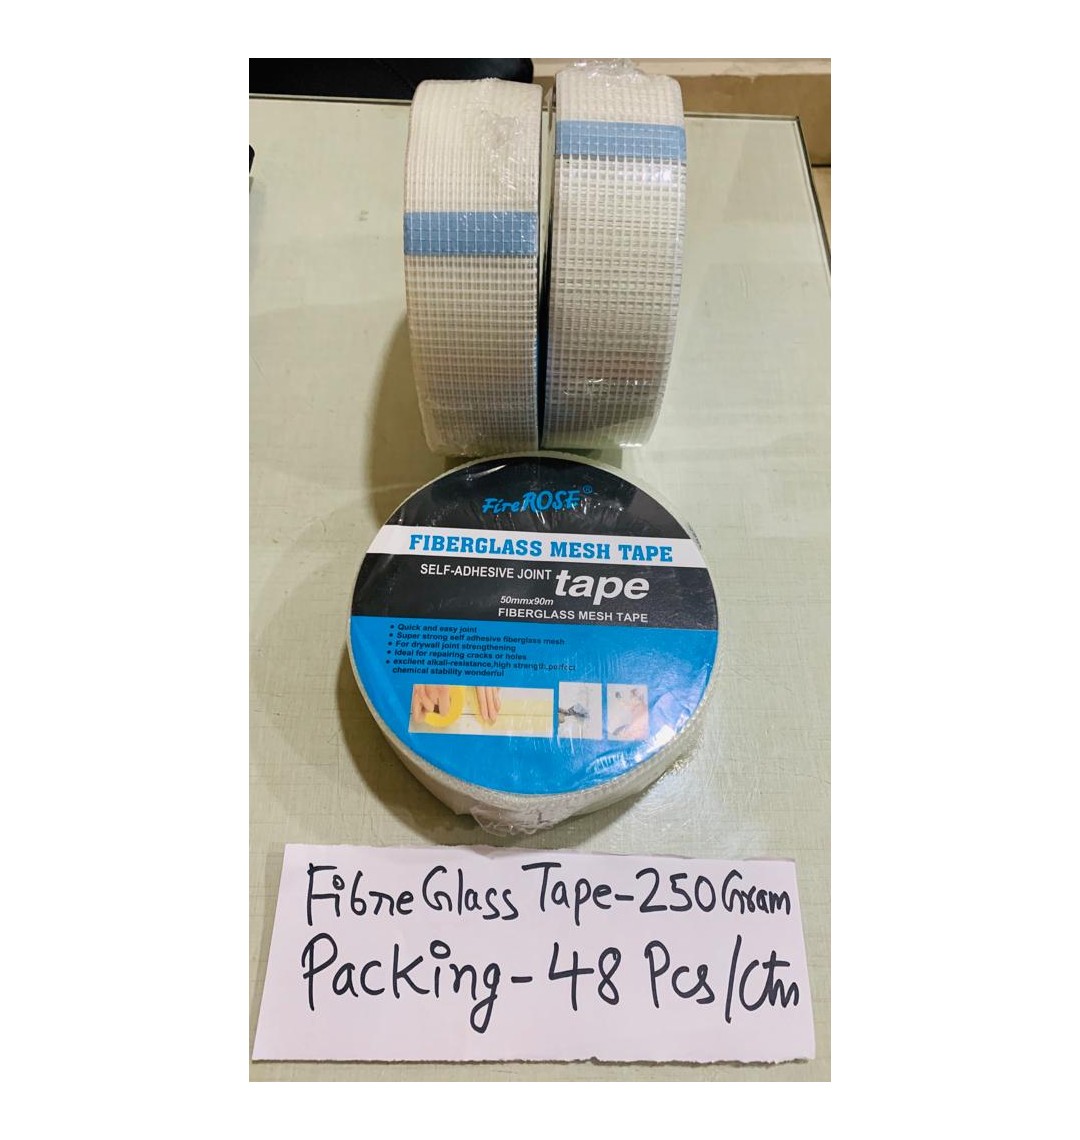 FireROSE®
FIBERGLASS MESH TAPE
SELF-ADHESIVE JOINT tape
50mmx90m
FIBERGLASS MESH TAPE
• Quick and easy joint
• Super strong self adhesive fiberglass mesh
• For drywall joint strengthening
• Ideal for repairing cracks or holes
• excllent alkali-resistance,high strength,perfect
chemical stability wonderful
Fibre Glass Tape-250 Gram
Packing-48 Pcs/Ctn